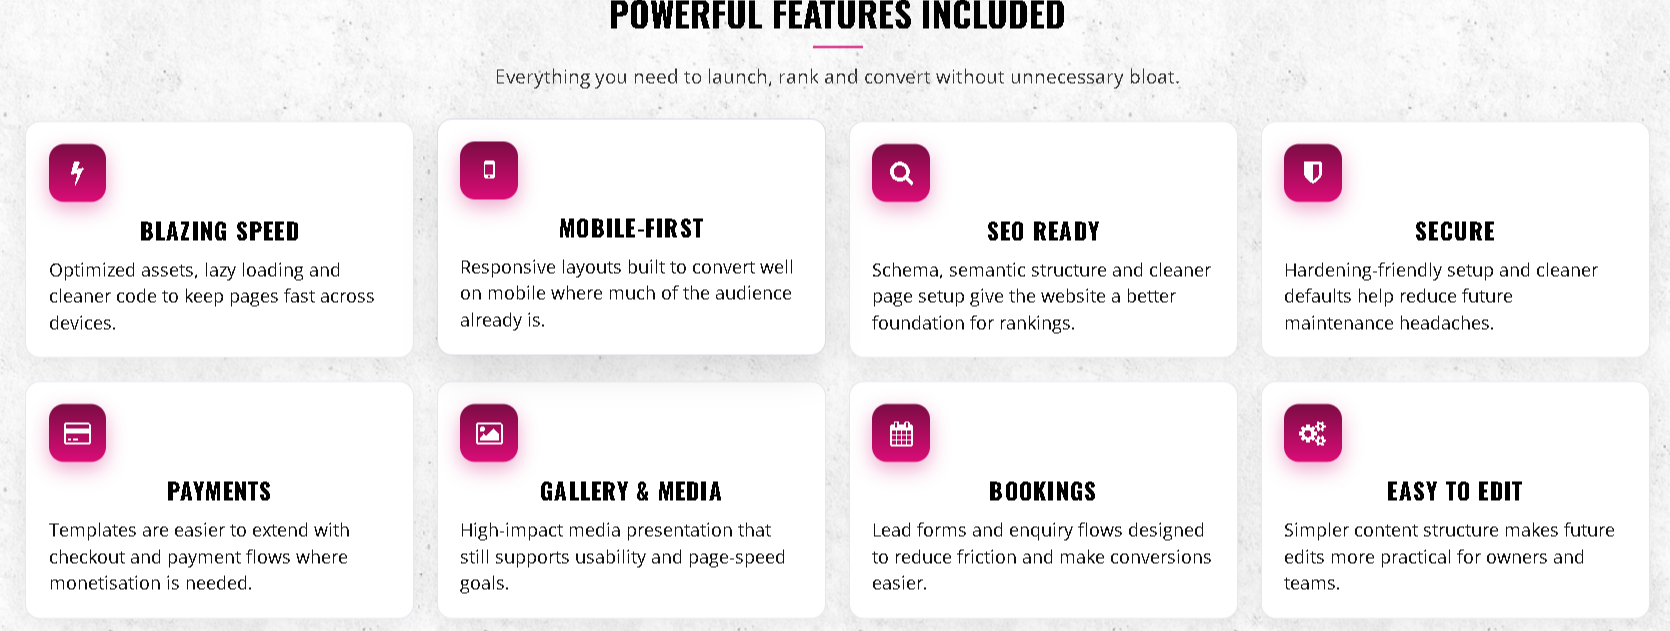 POWERFUL FEATURES INCLUDED
Everything you need to launch, rank and convert without unnecessary bloat.
BLAZING SPEED
Optimized assets, lazy loading and
cleaner code to keep pages fast across
devices.
MOBILE-FIRST
Responsive layouts built to convert well
on mobile where much of the audience
already is.
SEO READY
Schema, semantic structure and cleaner
page setup give the website a better
foundation for rankings.
SECURE
Hardening-friendly setup and cleaner
defaults help reduce future
maintenance headaches.
PAYMENTS
Templates are easier to extend with
checkout and payment flows where
monetisation is needed.
GALLERY & MEDIA
High-impact media presentation that
still supports usability and page-speed
goals.
BOOKINGS
Lead forms and enquiry flows designed
to reduce friction and make conversions
easier.
EASY TO EDIT
Simpler content structure makes future
edits more practical for owners and
teams.